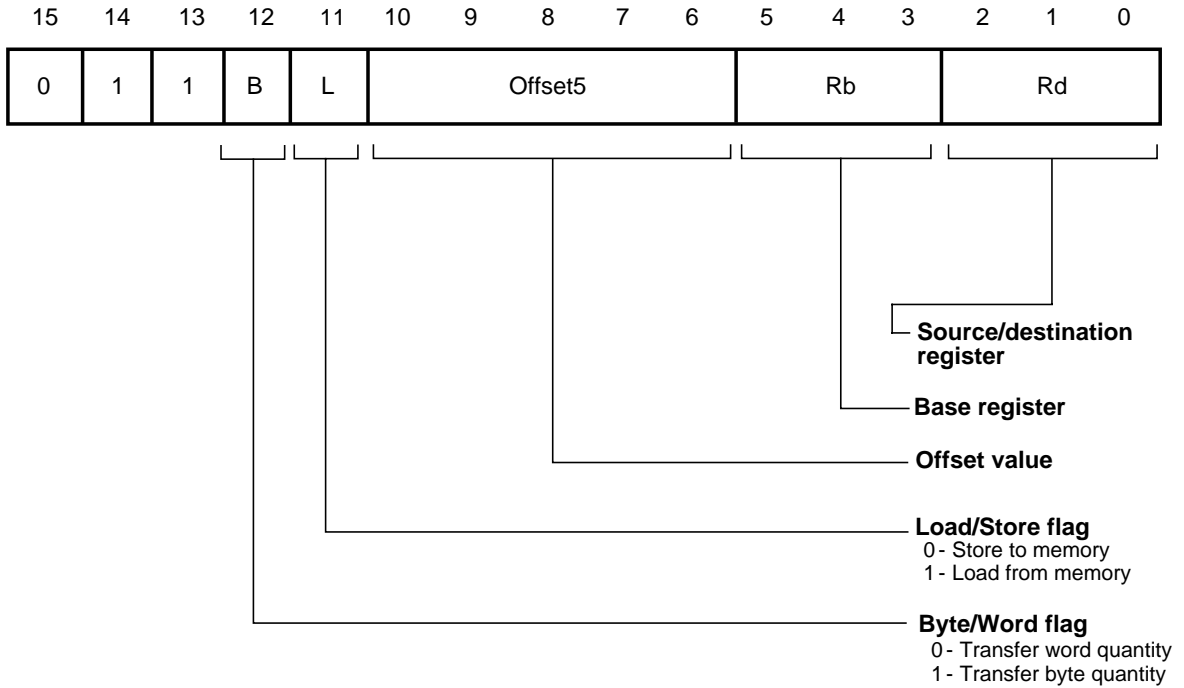 15 14 13 12 11 10 9 8 7 6 5 4 3 2 1 0
0 1 1 B L Offset5 Rb Rd
Source/destination
register
Base register
Offset value
Load/Store flag
0 - Store to memory
1 - Load from memory
Byte/Word flag
0 - Transfer word quantity
1 - Transfer byte quantity